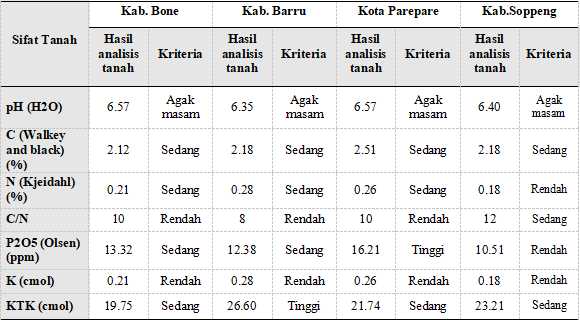 Sifat Tanah Kab. Bone Kab. Barru Kota Parepare Kab.Soppeng
Hasil analisis tanah Kriteria Hasil analisis tanah Kriteria Hasil analisis tanah Kriteria Hasil analisis tanah Kriteria
pH (H2O) 6.57 Agak masam 6.35 Agak masam 6.57 Agak masam 6.40 Agak masam
C (Walkey and black) (%) 2.12 Sedang 2.18 Sedang 2.51 Sedang 2.18 Sedang
N (Kjeidahl) (%) 0.21 Sedang 0.28 Sedang 0.26 Sedang 0.18 Rendah
C/N 10 Rendah 8 Rendah 10 Rendah 12 Sedang
P2O5 (Olsen) (ppm) 13.32 Sedang 12.38 Sedang 16.21 Tinggi 10.51 Rendah
K (cmol) 0.21 Rendah 0.28 Rendah 0.26 Rendah 0.18 Rendah
KTK (cmol) 19.75 Sedang 26.60 Tinggi 21.74 Sedang 23.21 Sedang